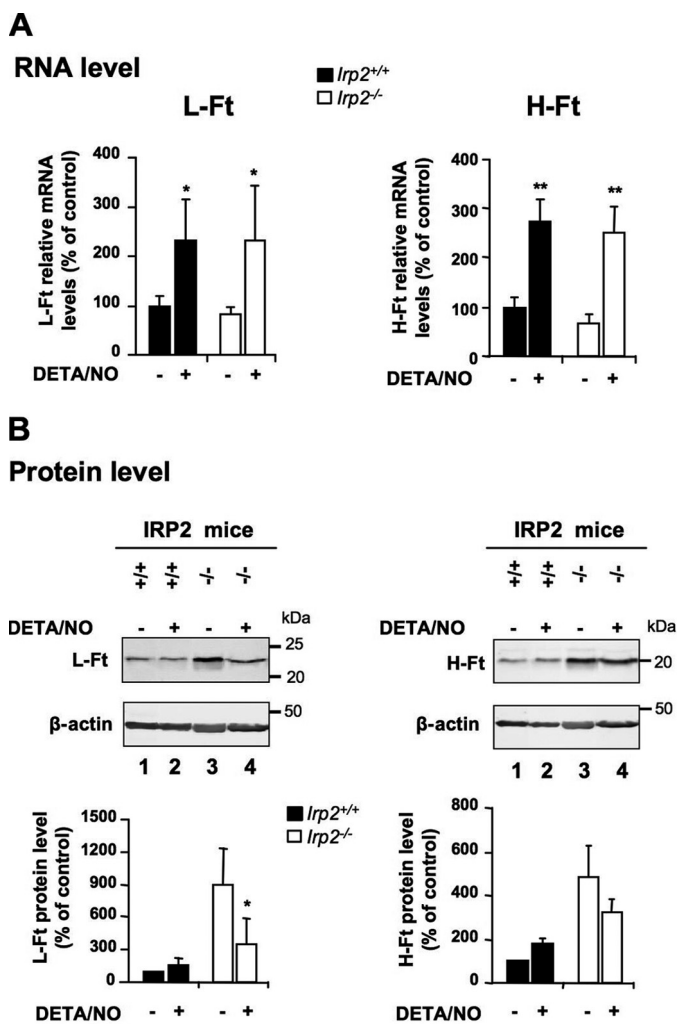 A
RNA level
Irp2+/+
Irp2-/-
L-Ft
H-Ft
L-Ft relative mRNA
levels (% of control)
400
300
200
100
0
*
*
DETA/NO - + - +
H-Ft relative mRNA
levels (% of control)
400
300
200
100
0
**
**
DETA/NO - + - +
B
Protein level
IRP2 mice
+/+ +/+ -/- -/-
DETA/NO - + - + kDa
L-Ft
25
20
β-actin
50
1 2 3 4
IRP2 mice
+/+ +/+ -/- -/-
DETA/NO - + - + kDa
H-Ft
20
β-actin
50
1 2 3 4
Irp2+/+
Irp2-/-
L-Ft protein level
(% of control)
1500
1200
900
600
300
0
*
DETA/NO - + - +
H-Ft protein level
(% of control)
800
600
400
200
0
DETA/NO - + - +